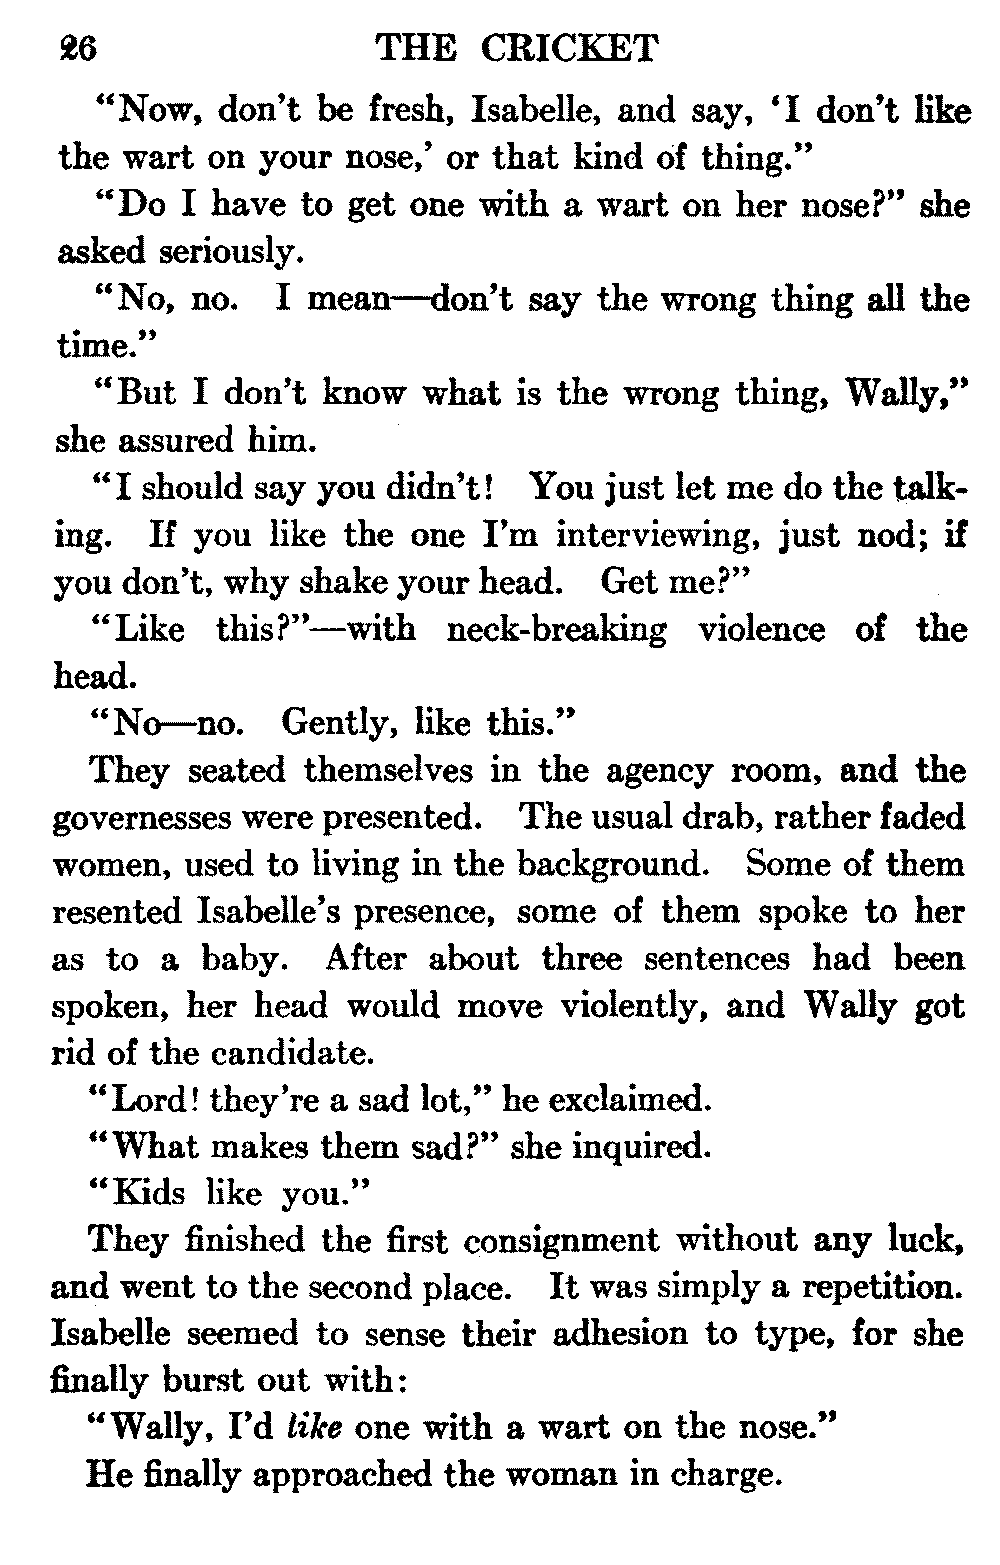 26 THE CRICKET
“Now, don’t be fresh, Isabelle, and say, ‘I don’t like
the wart on your nose,’ or that kind of thing.”
“Do I have to get one with a wart on her nose?” she
asked seriously.
“No, no. I mean—don’t say the wrong thing all the
time.”
“But I don’t know what is the wrong thing, Wally,”
she assured him.
“I should say you didn’t! You just let me do the talk-
ing. If you like the one I’m interviewing, just nod; if
you don’t, why shake your head. Get me?”
“Like this?”—with neck-breaking violence of the
head.
“No—no. Gently, like this.”
They seated themselves in the agency room, and the
governesses were presented. The usual drab, rather faded
women, used to living in the background. Some of them
resented Isabelle’s presence, some of them spoke to her
as to a baby. After about three sentences had been
spoken, her head would move violently, and Wally got
rid of the candidate.
“Lord! they’re a sad lot,” he exclaimed.
“What makes them sad?” she inquired.
“Kids like you.”
They finished the first consignment without any luck,
and went to the second place. It was simply a repetition.
Isabelle seemed to sense their adhesion to type, for she
finally burst out with:
“Wally, I’d like one with a wart on the nose.”
He finally approached the woman in charge.